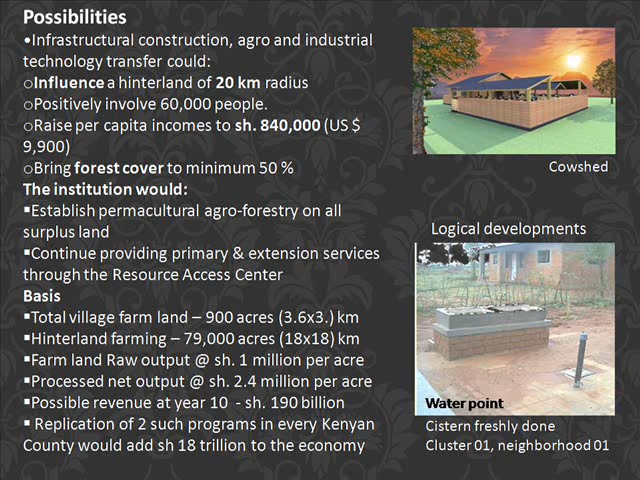 Possibilities
•Infrastructural construction, agro and industrial
technology transfer could:
oInfluence a hinterland of 20 km radius
oPositively involve 60,000 people.
oRaise per capita incomes to sh. 840,000 (US $
9,900)
oBring forest cover to minimum 50 %
The institution would:
▪Establish permacultural agro-forestry on all
surplus land
▪Continue providing primary & extension services
through the Resource Access Center
Basis
▪Total village farm land – 900 acres (3.6x3.) km
▪Hinterland farming – 79,000 acres (18x18) km
▪Farm land Raw output @ sh. 1 million per acre
▪Processed net output @ sh. 2.4 million per acre
▪Possible revenue at year 10  - sh. 190 billion
▪ Replication of 2 such programs in every Kenyan
County would add sh 18 trillion to the economy
Cowshed
Logical developments
Water point
Cistern freshly done
Cluster 01, neighborhood 01